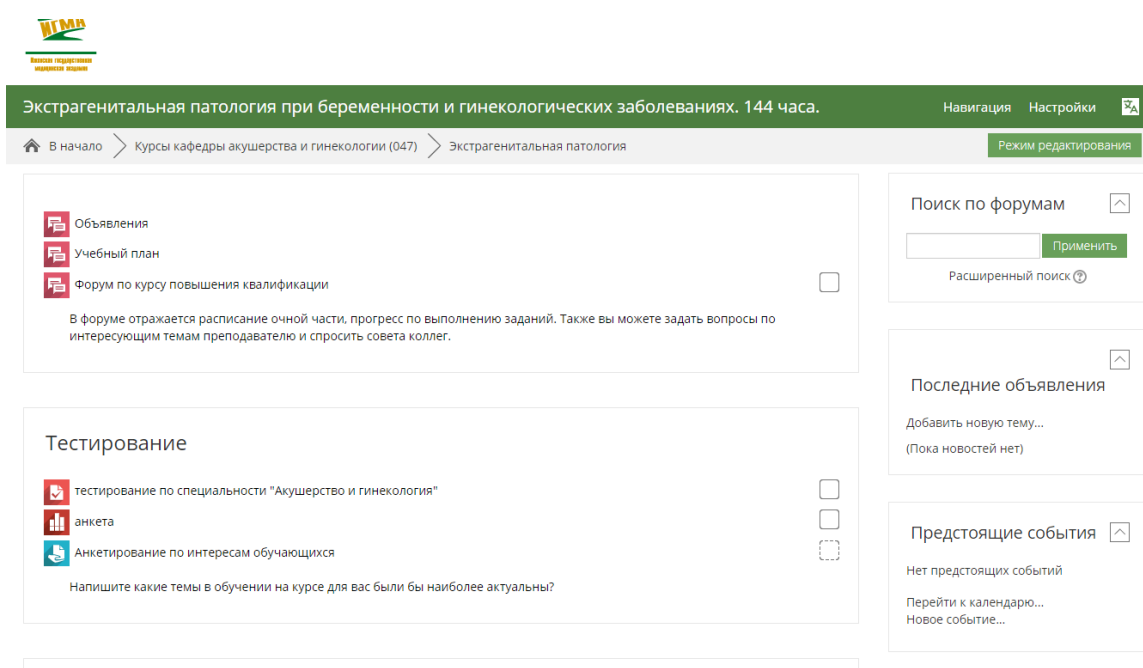 ИГМА
Ижевская государственная
медицинская академия
Экстрагенитальная патология при беременности и гинекологических заболеваниях. 144 часа.
Навигация
Настройки
В начало
Курсы кафедры акушерства и гинекологии (047)
Экстрагенитальная патология
Режим редактирования
Объявления
Учебный план
Форум по курсу повышения квалификации
В форуме отражается расписание очной части, прогресс по выполнению заданий. Также вы можете задать вопросы по
интересующим темам преподавателю и спросить совета коллег.
Тестирование
тестирование по специальности "Акушерство и гинекология"
анкета
Анкетирование по интересам обучающихся
Напишите какие темы в обучении на курсе для вас были бы наиболее актуальны?
Поиск по форумам
Применить
Расширенный поиск
Последние объявления
Добавить новую тему...
(Пока новостей нет)
Предстоящие события
Нет предстоящих событий
Перейти к календарю...
Новое событие...